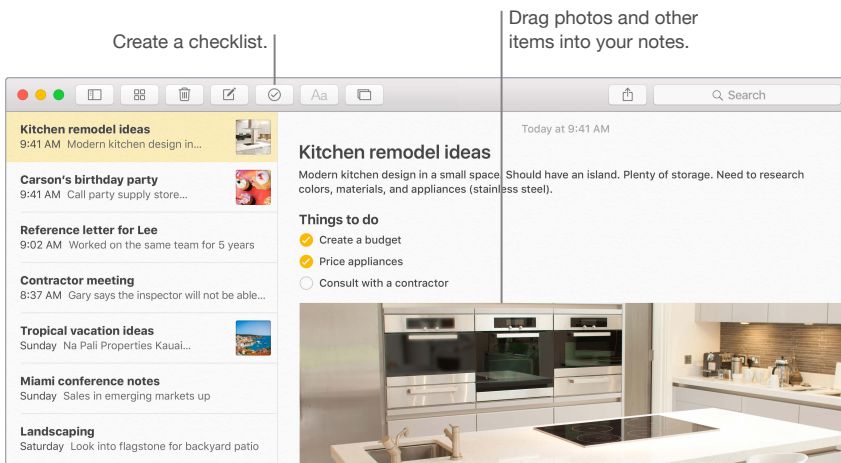 Create a checklist.
Drag photos and other
items into your notes.
Aa
Search
Kitchen remodel ideas
9:41 AM Modern kitchen design in...
Carson's birthday party
9:41 AM Call party supply store...
Reference letter for Lee
9:02 AM Worked on the same team for 5 years
Contractor meeting
8:37 AM Gary says the inspector will not be able...
Tropical vacation ideas
Sunday Na Pali Properties Kauai...
Miami conference notes
Sunday Sales in emerging markets up
Landscaping
Saturday Look into flagstone for backyard patio
Today at 9:41 AM
Kitchen remodel ideas
Modern kitchen design in a small space. Should have an island. Plenty of storage. Need to research
colors, materials, and appliances (stainless steel).
Things to do
Create a budget
Price appliances
Consult with a contractor